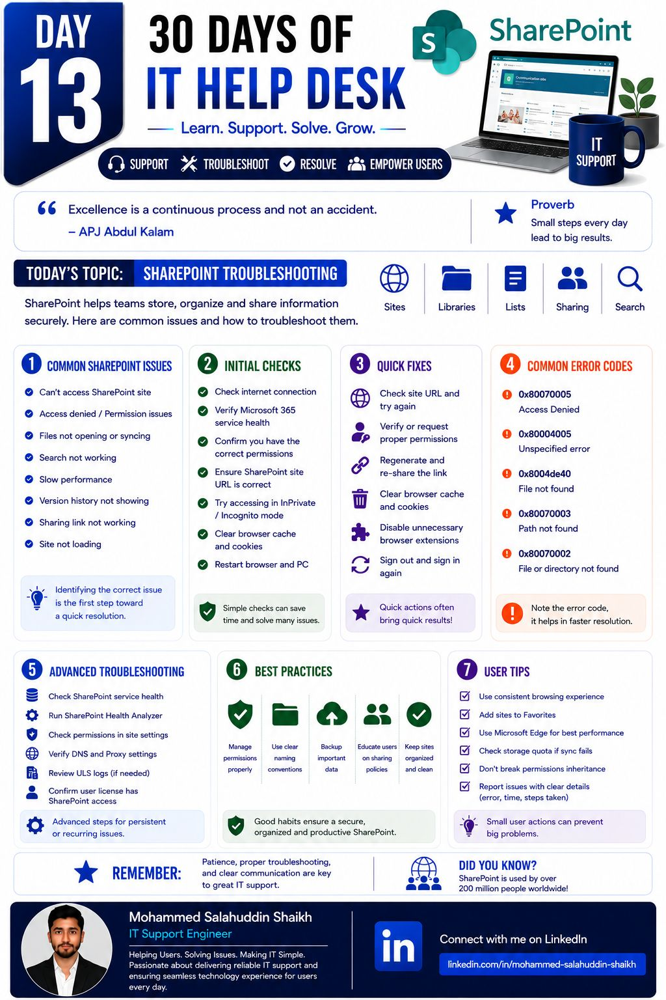 DAY
13
30 DAYS OF
IT HELP DESK
Learn. Support. Solve. Grow.
SUPPORT
TROUBLESHOOT
RESOLVE
EMPOWER USERS
S
SharePoint
Communication site
IT
SUPPORT
“ Excellence is a continuous process and not an accident.
– APJ Abdul Kalam
Proverb
Small steps every day
lead to big results.
TODAY'S TOPIC: SHAREPOINT TROUBLESHOOTING
SharePoint helps teams store, organize and share information
securely. Here are common issues and how to troubleshoot them.
Sites
Libraries
Lists
Sharing
Search
1 COMMON SHAREPOINT ISSUES
Can't access SharePoint site
Access denied / Permission issues
Files not opening or syncing
Search not working
Slow performance
Version history not showing
Sharing link not working
Site not loading
Identifying the correct issue
is the first step toward
a quick resolution.
2 INITIAL CHECKS
Check internet connection
Verify Microsoft 365
service health
Confirm you have the
correct permissions
Ensure SharePoint site
URL is correct
Try accessing in InPrivate
/ Incognito mode
Clear browser cache
and cookies
Restart browser and PC
Simple checks can save
time and solve many issues.
3 QUICK FIXES
Check site URL and
try again
Verify or request
proper permissions
Regenerate and
re-share the link
Clear browser cache
and cookies
Disable unnecessary
browser extensions
Sign out and sign in
again
Quick actions often
bring quick results!
4 COMMON ERROR CODES
0x80070005
Access Denied
0x80004005
Unspecified error
0x8004de40
File not found
0x80070003
Path not found
0x80070002
File or directory not found
Note the error code,
it helps in faster resolution.
5 ADVANCED TROUBLESHOOTING
Check SharePoint service health
Run SharePoint Health Analyzer
Check permissions in site settings
Verify DNS and Proxy settings
Review ULS logs (if needed)
Confirm user license has
SharePoint access
Advanced steps for persistent
or recurring issues.
6 BEST PRACTICES
Manage
permissions
properly
Use clear
naming
conventions
Backup
important
data
Educate users
on sharing
policies
Keep sites
organized
and clean
Good habits ensure a secure,
organized and productive SharePoint.
7 USER TIPS
Use consistent browsing experience
Add sites to Favorites
Use Microsoft Edge for best performance
Check storage quota if sync fails
Don't break permissions inheritance
Report issues with clear details
(error, time, steps taken)
Small user actions can prevent
big problems.
REMEMBER:
Patience, proper troubleshooting,
and clear communication are key
to great IT support.
DID YOU KNOW?
SharePoint is used by over
200 million people worldwide!
Mohammed Salahuddin Shaikh
IT Support Engineer
Helping Users. Solving Issues. Making IT Simple.
Passionate about delivering reliable IT support and
ensuring seamless technology experience for users
every day.
in
Connect with me on LinkedIn
linkedin.com/in/mohammed-salahuddin-shaikh